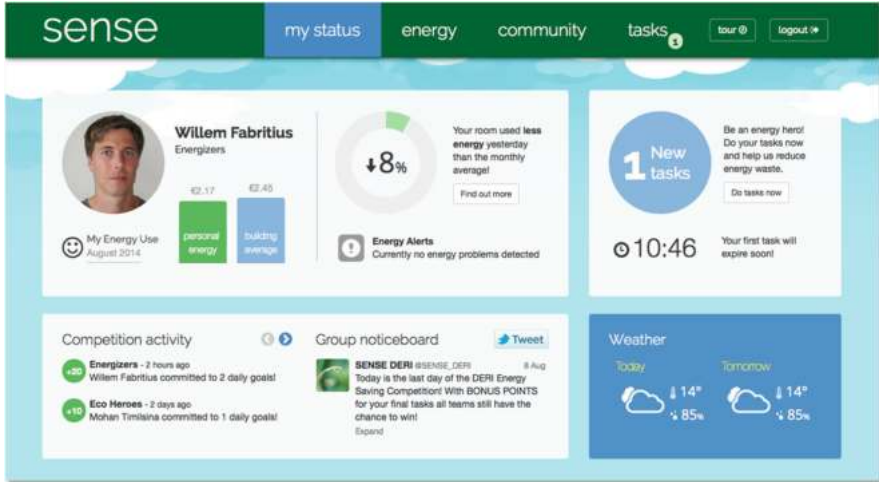 sense
my status
energy
community
tasks
1
tour
logout
Willem Fabritius
Energizers
€2.17
€2.45
personal
energy
building
average
My Energy Use
August 2014
8%
Your room used less
energy yesterday
than the monthly
average!
Find out more
Energy Alerts
Currently no energy problems detected
1 New
tasks
Be an energy hero!
Do your tasks now
and help us reduce
energy waste.
Do tasks now
10:46
Your first task will
expire soon!
Competition activity
+20
Energizers - 2 hours ago
Willem Fabritius committed to 2 daily goals!
+10
Eco Heroes - 2 days ago
Mohan Timilsina committed to 1 daily goals!
Group noticeboard
Tweet
SENSE DERI @SENSE_DERI
8 Aug
Today is the last day of the DERI Energy
Saving Competition! With BONUS POINTS
for your final tasks all teams still have the
chance to win!
Expand
Weather
Today
14°
85%
Tomorrow
14°
85%